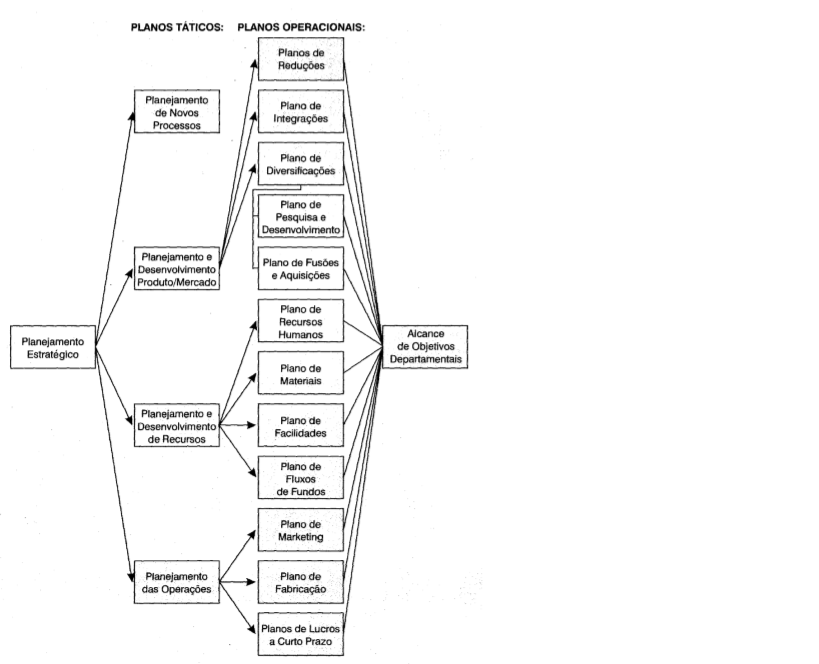 PLANOS TÁTICOS: PLANOS OPERACIONAIS:
Planos de
Reduções
Planejamento
de Novos
Processos
Plano de
Integrações
Plano de
Diversificações
Plano de
Pesquisa e
Desenvolvimento
Planejamento e
Desenvolvimento
Produto/Mercado
Plano de Fusões
e Aquisições
Planejamento
Estratégico
Plano de
Recursos
Humanos
Alcance
de Objetivos
Departamentais
Plano de
Materiais
Planejamento e
Desenvolvimento
de Recursos
Plano de
Facilidades
Plano de
Fluxos
de Fundos
Plano de
Marketing
Planejamento
das Operações
Plano de
Fabricação
Planos de Lucros
a Curto Prazo